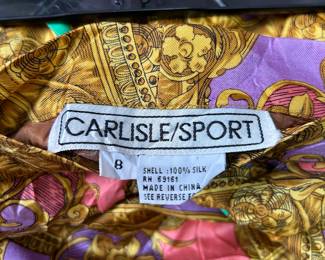 CARLISLE/SPORT
8
SHELL :100% SILK
RN 69161
MADE IN CHINA
SEE REVERSE